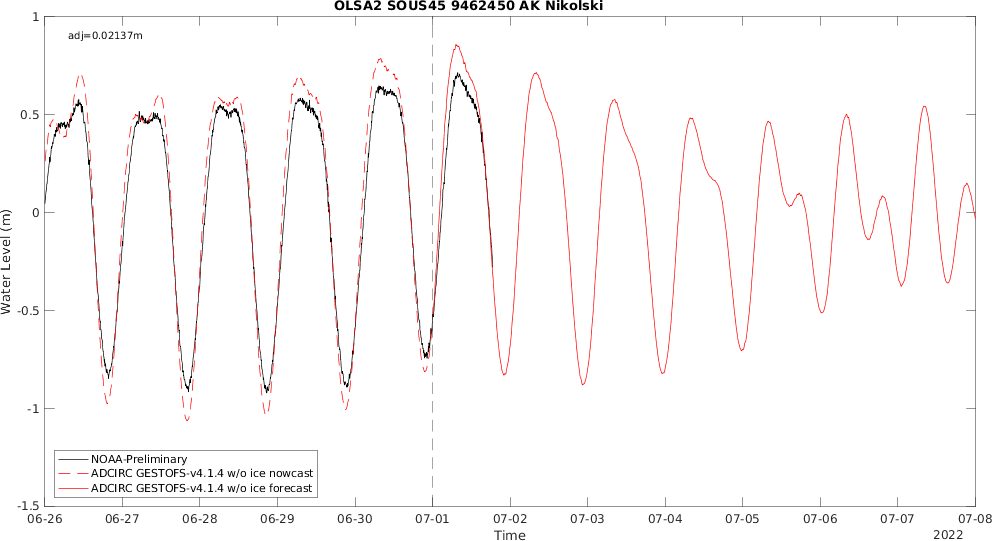 OLSA2 SOUS45 9462450 AK Nikolski
adj=0.02137m
Water Level (m)
1
0.5
0
-0.5
-1
-1.5
NOAA-Preliminary
ADCIRC GESTOFS-v4.1.4 w/o ice nowcast
ADCIRC GESTOFS-v4.1.4 w/o ice forecast
06-26 06-27 06-28 06-29 06-30 07-01 07-02 07-03 07-04 07-05 07-06 07-07 07-08
Time
2022